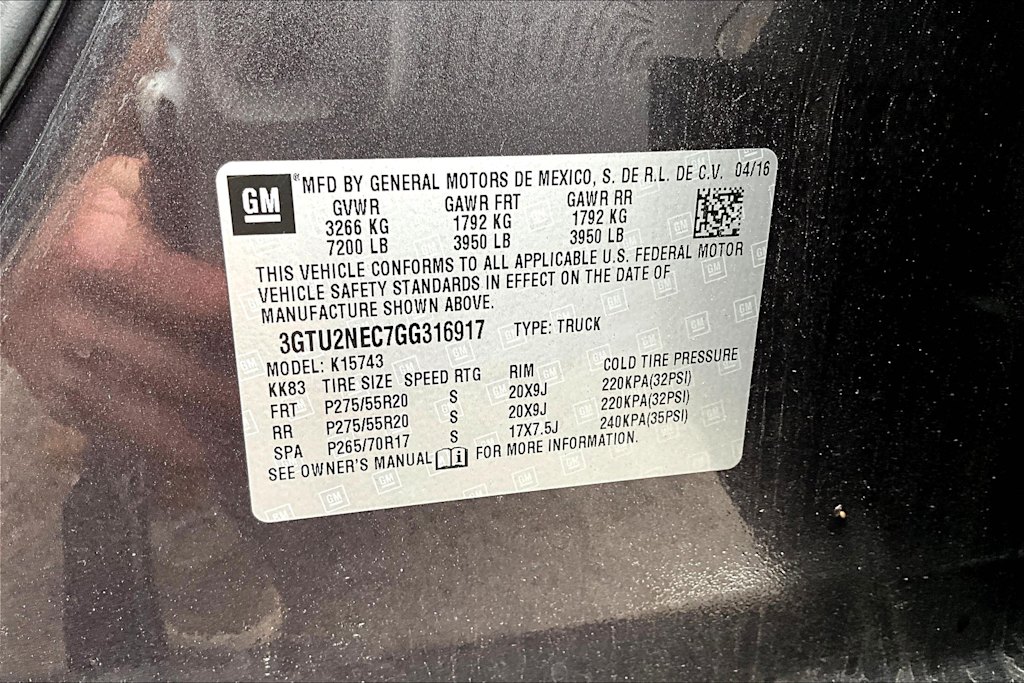 GM ® MFD BY GENERAL MOTORS DE MEXICO, S. DE R.L. DE C.V. 04/16
GVWR GAWR FRT GAWR RR
3266 KG 1792 KG 1792 KG
7200 LB 3950 LB 3950 LB
THIS VEHICLE CONFORMS TO ALL APPLICABLE U.S. FEDERAL MOTOR
VEHICLE SAFETY STANDARDS IN EFFECT ON THE DATE OF
MANUFACTURE SHOWN ABOVE.
3GTU2NEC7GG316917 TYPE: TRUCK
MODEL: K15743
KK83 TIRE SIZE SPEED RTG RIM COLD TIRE PRESSURE
FRT P275/55R20 S 20X9J 220KPA(32PSI)
RR P275/55R20 S 20X9J 220KPA(32PSI)
SPA P265/70R17 S 17X7.5J 240KPA(35PSI)
SEE OWNER'S MANUAL FOR MORE INFORMATION.